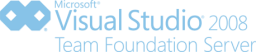 Microsoft®
Visual Studio® 2008
Team Foundation Server